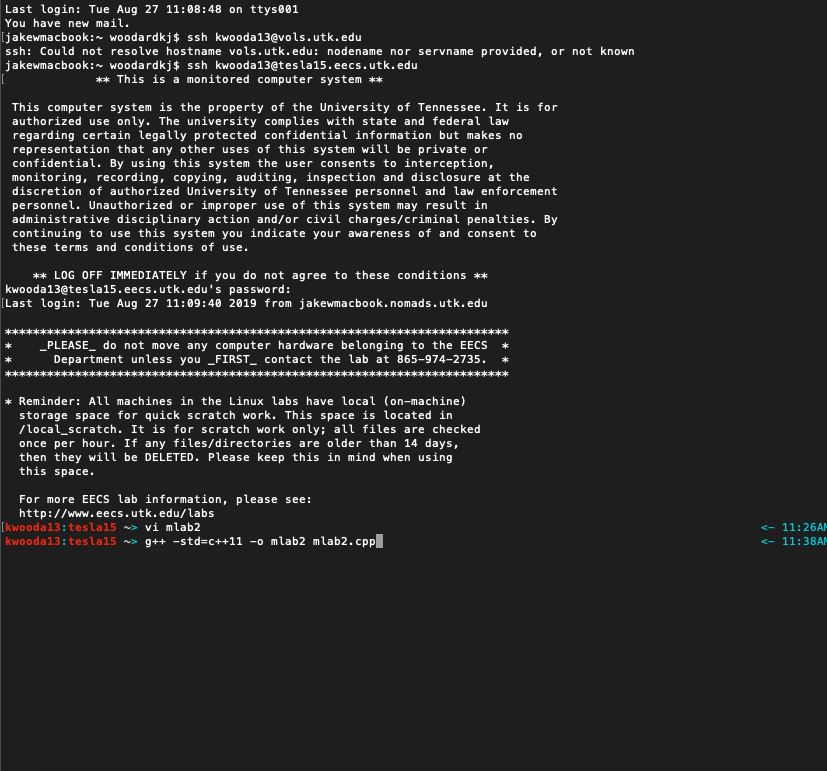 Last login: Tue Aug 27 11:08:48 on ttys001
You have new mail.
[jakewmacbook:~ woodardkj$ ssh kwooda13@vols.utk.edu
ssh: Could not resolve hostname vols.utk.edu: nodename nor servname provided, or not known
jakewmacbook:~ woodardkj$ ssh kwooda13@tesla15.eecs.utk.edu
[             ** This is a monitored computer system **
 This computer system is the property of the University of Tennessee. It is for
 authorized use only. The university complies with state and federal law
 regarding certain legally protected confidential information but makes no
 representation that any other uses of this system will be private or
 confidential. By using this system the user consents to interception,
 monitoring, recording, copying, auditing, inspection and disclosure at the
 discretion of authorized University of Tennessee personnel and law enforcement
 personnel. Unauthorized or improper use of this system may result in
 administrative disciplinary action and/or civil charges/criminal penalties. By
 continuing to use this system you indicate your awareness of and consent to
 these terms and conditions of use.
    ** LOG OFF IMMEDIATELY if you do not agree to these conditions **
kwooda13@tesla15.eecs.utk.edu's password:
[Last login: Tue Aug 27 11:09:40 2019 from jakewmacbook.nomads.utk.edu
************************************************************************
*    _PLEASE_ do not move any computer hardware belonging to the EECS  *
*      Department unless you _FIRST_ contact the lab at 865-974-2735.  *
************************************************************************
* Reminder: All machines in the Linux labs have local (on-machine)
  storage space for quick scratch work. This space is located in
  /local_scratch. It is for scratch work only; all files are checked
  once per hour. If any files/directories are older than 14 days,
  then they will be DELETED. Please keep this in mind when using
  this space.
  For more EECS lab information, please see:
  http://www.eecs.utk.edu/labs
[kwooda13:tesla15 ~> vi mlab2 <- 11:26AM
kwooda13:tesla15 ~> g++ -std=c++11 -o mlab2 mlab2.cpp <- 11:38AM